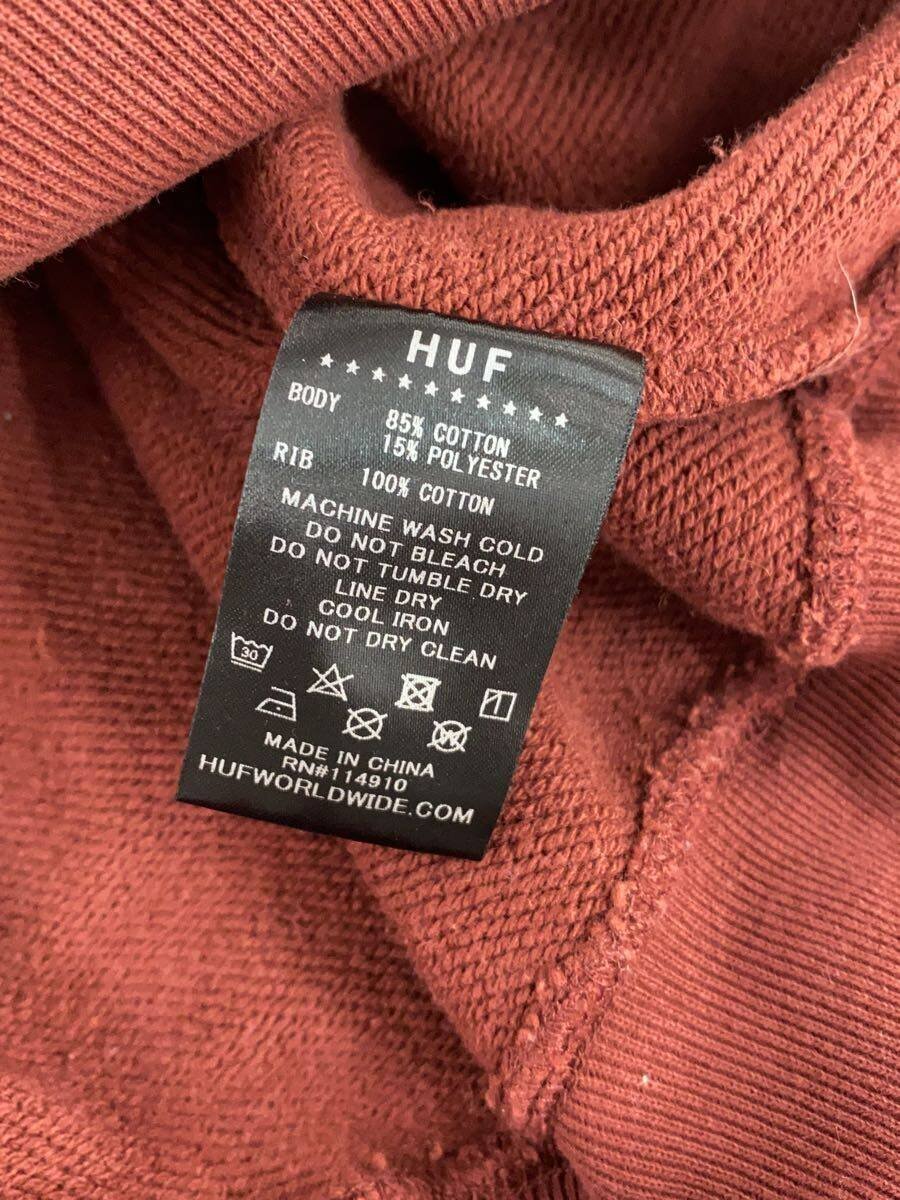 HUF
BODY 85% COTTON
15% POLYESTER
RIB 100% COTTON
MACHINE WASH COLD
DO NOT BLEACH
DO NOT TUMBLE DRY
LINE DRY
COOL IRON
DO NOT DRY CLEAN
30
W
MADE IN CHINA
RN#114910
HUFWORLDWIDE.COM